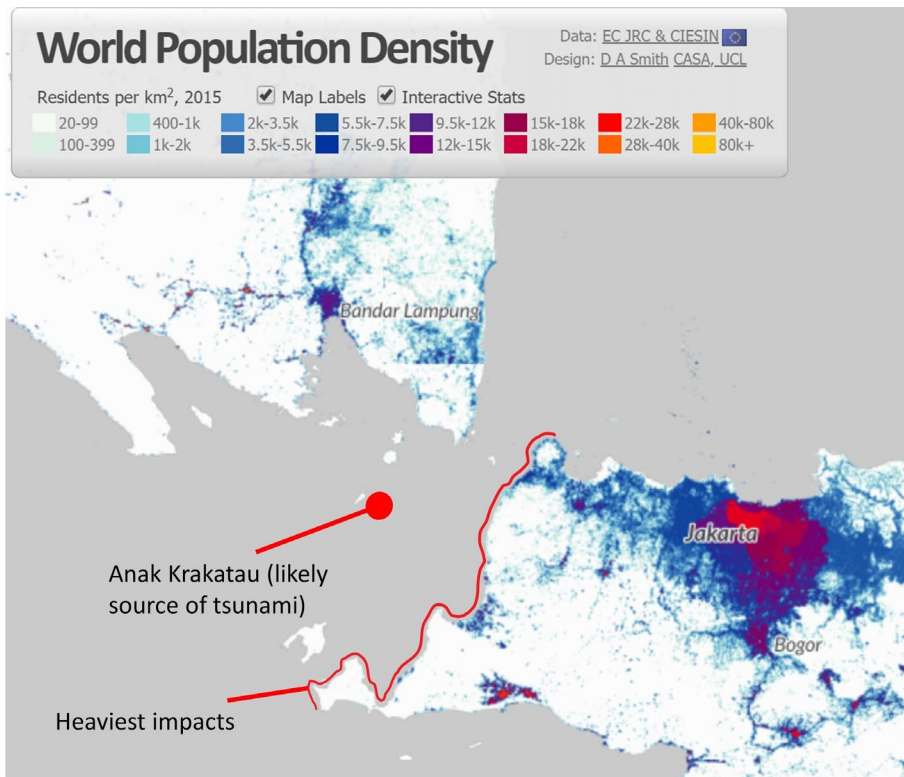 World Population Density
Data: EC JRC & CIESIN
Design: D A Smith CASA, UCL
Residents per km², 2015
Map Labels
Interactive Stats
20-99 400-1k 2k-3.5k 5.5k-7.5k 9.5k-12k 15k-18k 22k-28k 40k-80k
100-399 1k-2k 3.5k-5.5k 7.5k-9.5k 12k-15k 18k-22k 28k-40k 80k+
Bandar Lampung
Jakarta
Anak Krakatau (likely
source of tsunami)
Bogor
Heaviest impacts